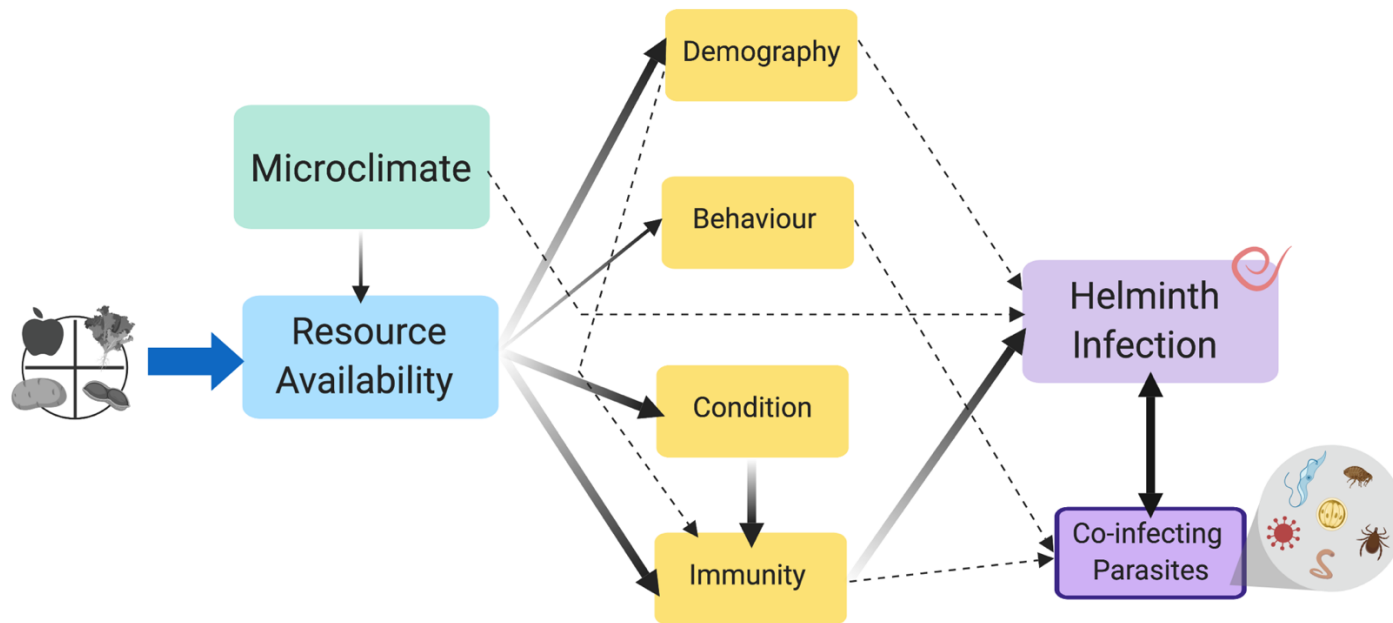 Demography
Microclimate
Behaviour
Resource
Availability
Helminth
Infection
Condition
Immunity
Co-infecting
Parasites